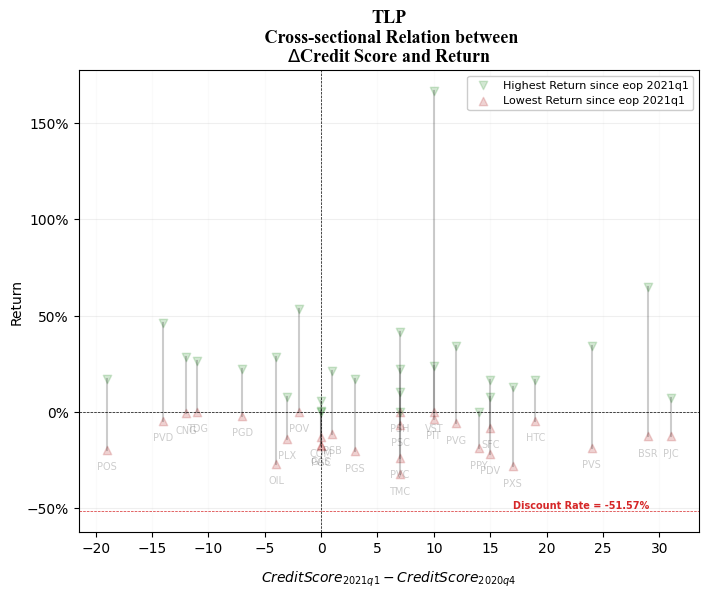 TLP
Cross-sectional Relation between
ΔCredit Score and Return
Highest Return since eop 2021q1
Lowest Return since eop 2021q1
150%
100%
50%
0%
−50%
Return
POS
PVD
CNG
TDG
PGD
OIL
PLX
POV
PGS
TMC
PVC
PSC
PIT
VST
PVG
PPY
SFC
PDV
PXS
HTC
PVS
BSR
PJC
Discount Rate = -51.57%
−20 −15 −10 −5 0 5 10 15 20 25 30
CreditScore2021q1 − CreditScore2020q4